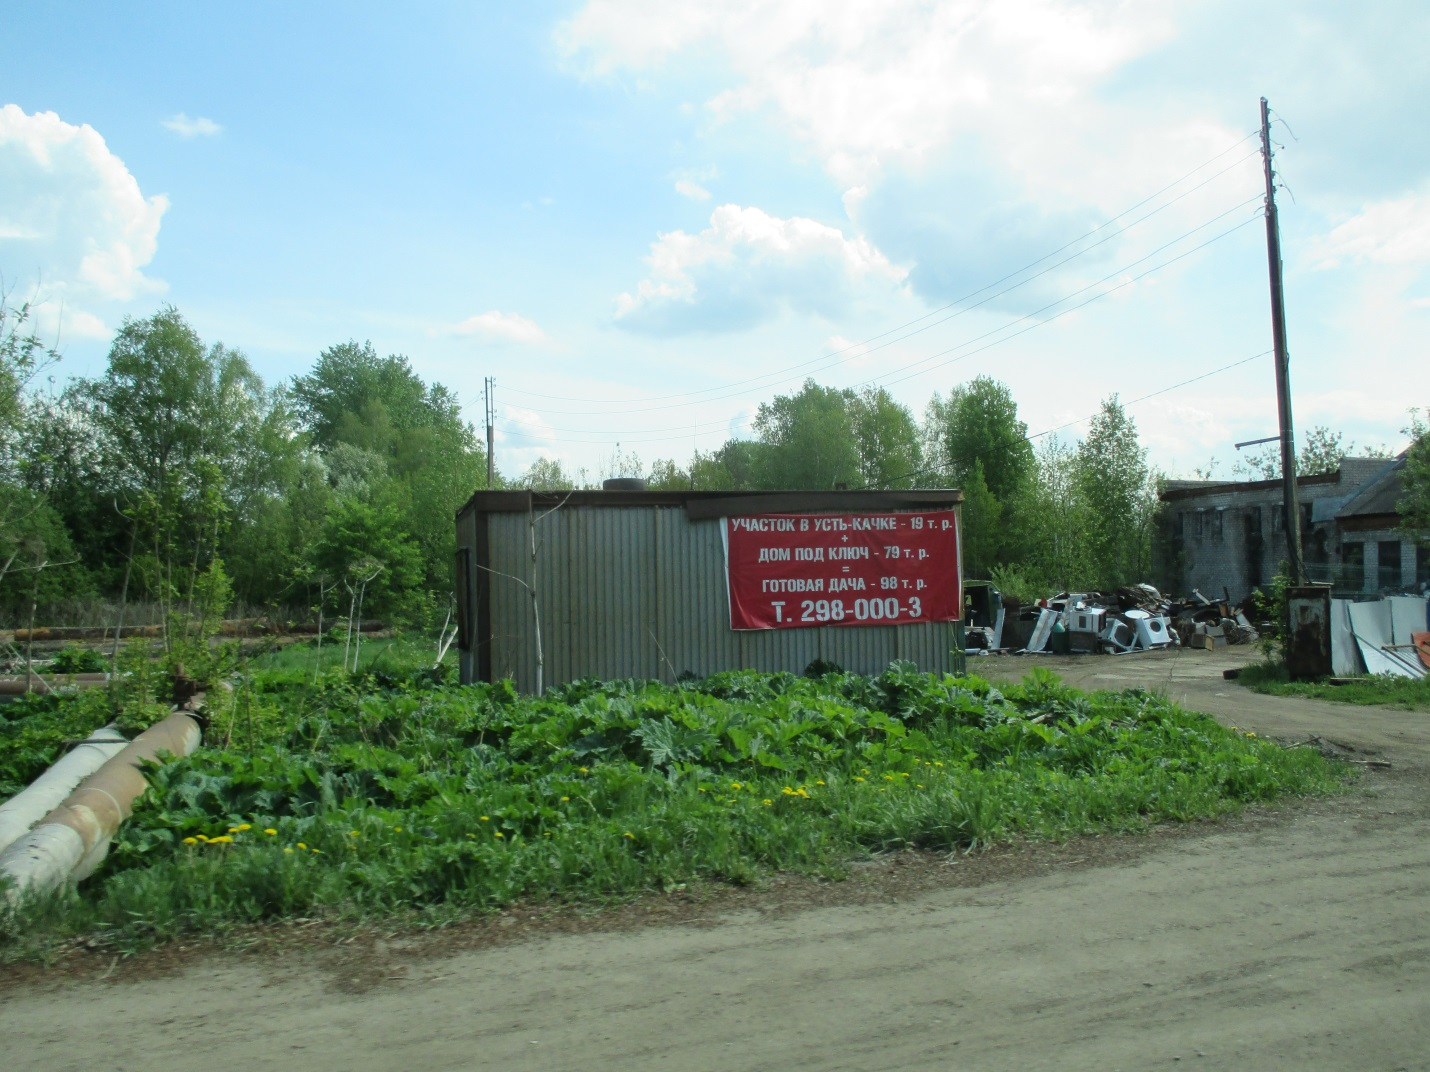 УЧАСТОК В УСТЬ-КАЧКЕ - 19 т. р.
+
ДОМ ПОД КЛЮЧ - 79 т. р.
=
ГОТОВАЯ ДАЧА - 98 т. р.
Т. 298-000-3